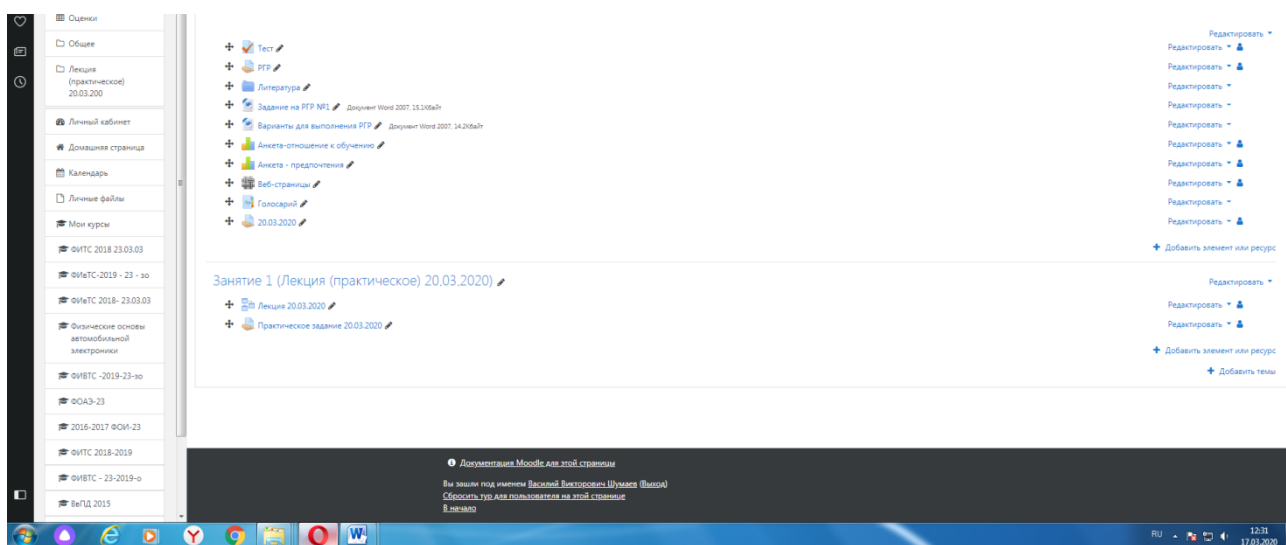 Оценки
Общее
Лекция
(практическое)
20.03.200
Личный кабинет
Домашняя страница
Календарь
Личные файлы
Мои курсы
ФИТС 2018 23.03.03
ФИвТС-2019 - 23 - зо
ФИвТС 2018- 23.03.03
Физические основы
автомобильной
электроники
ФИВТС -2019-23-зо
ФОАЭ-23
2016-2017 ФОИ-23
ФИТС 2018-2019
ФИВТС - 23-2019-о
ВеПД 2015
Редактировать
Тест Редактировать
РГР Редактировать
Литература Редактировать
Задание на РГР №1 Документ Word 2007, 15.1Кбайт Редактировать
Варианты для выполнения РГР Документ Word 2007, 14.2Кбайт Редактировать
Анкета-отношение к обучению Редактировать
Анкета - предпочтения Редактировать
Веб-страницы Редактировать
Голосарий Редактировать
20.03.2020 Редактировать
Добавить элемент или ресурс
Занятие 1 (Лекция (практическое) 20.03.2020) Редактировать
Лекция 20.03.2020 Редактировать
Практическое задание 20.03.2020 Редактировать
Добавить элемент или ресурс
Добавить темы
Документация Moodle для этой страницы
Вы зашли под именем Василий Викторович Шумаев (Выход)
Сбросить тур для пользователя на этой странице
В начало
RU 12:31
17.03.2020